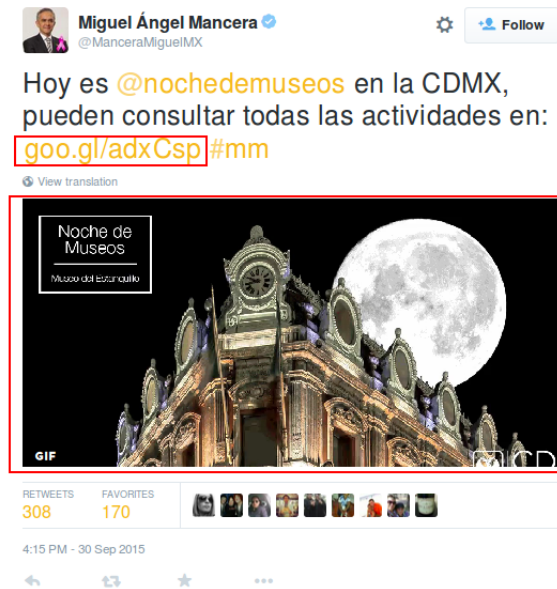 Miguel Ángel Mancera
@ManceraMiguelMX
Follow
Hoy es @nochedemuseos en la CDMX,
pueden consultar todas las actividades en:
goo.gl/adxCsp #mm
View translation
Noche de
Museos
Museo del Estanquillo
GIF
CD
RETWEETS
FAVORITES
308
170
4:15 PM - 30 Sep 2015